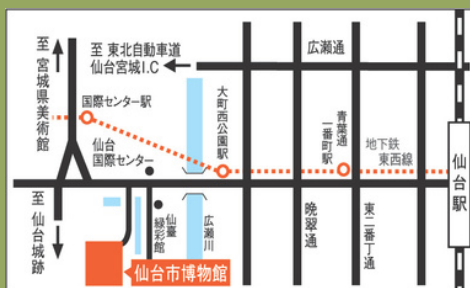 至 宮城県美術館
至 東北自動車道
仙台宮城I.C
広瀬通
国際センター駅
大町西公園駅
青葉通
一番町駅
地下鉄
東西線
仙台駅
仙台
国際センター
至 仙台城跡
仙臺
緑彩館
広瀬川
晩翠通
東二番丁通
仙台市博物館